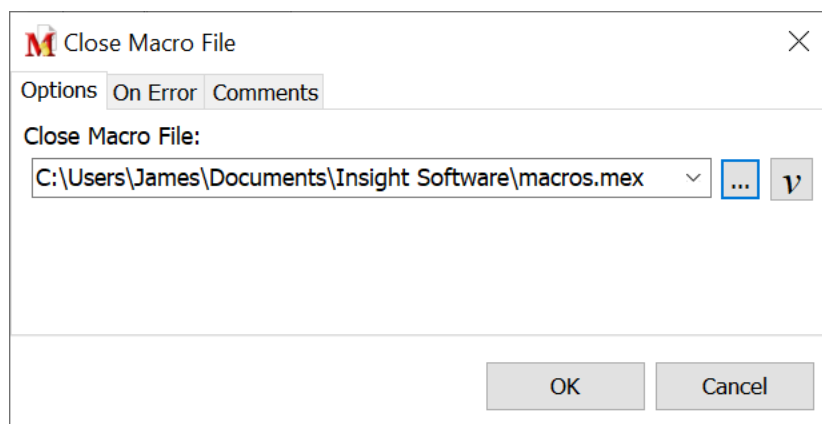 Close Macro File
Options On Error Comments
Close Macro File:
C:\Users\James\Documents\Insight Software\macros.mex ... v
OK Cancel